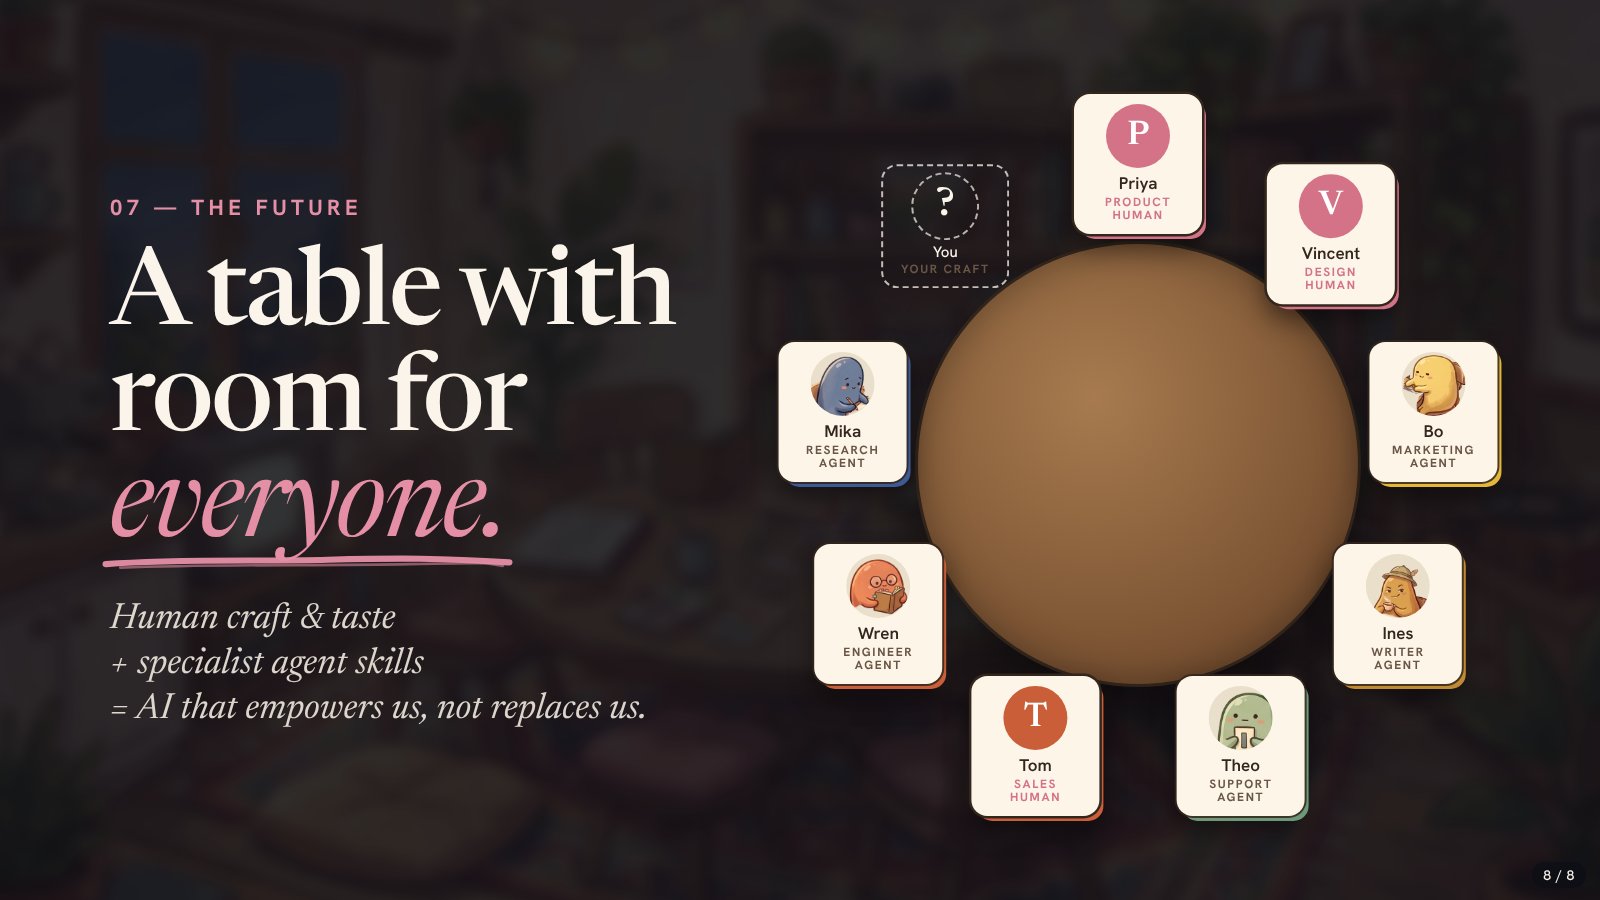 07 — THE FUTURE
A table with
room for
everyone.
Human craft & taste
+ specialist agent skills
= AI that empowers us, not replaces us.
P
Priya
PRODUCT
HUMAN
V
Vincent
DESIGN
HUMAN
Bo
MARKETING
AGENT
Ines
WRITER
AGENT
Theo
SUPPORT
AGENT
T
Tom
SALES
HUMAN
Wren
ENGINEER
AGENT
Mika
RESEARCH
AGENT
?
You
YOUR CRAFT
8 / 8